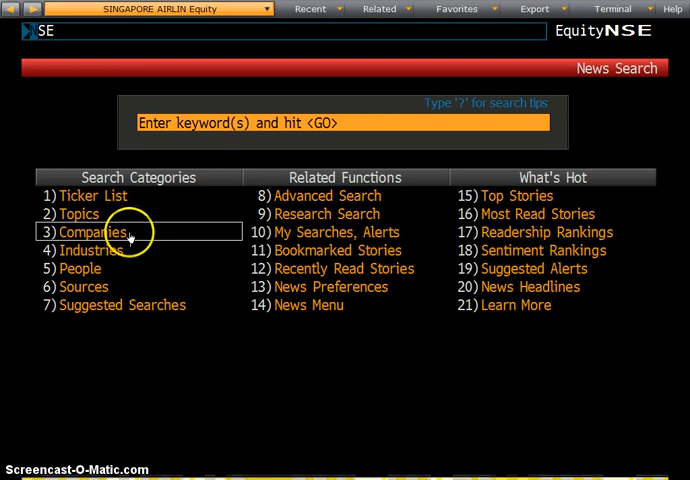 SINGAPORE AIRLIN Equity Recent Related Favorites Export Terminal Help
NSE EquityNSE
News Search
Type '?' for search tips
Enter keyword(s) and hit <GO>
Search Categories Related Functions What's Hot
1) Ticker List 8) Advanced Search 15) Top Stories
2) Topics 9) Research Search 16) Most Read Stories
3) Companies 10) My Searches, Alerts 17) Readership Rankings
4) Industries 11) Bookmarked Stories 18) Sentiment Rankings
5) People 12) Recently Read Stories 19) Suggested Alerts
6) Sources 13) News Preferences 20) News Headlines
7) Suggested Searches 14) News Menu 21) Learn More
Screencast-O-Matic.com